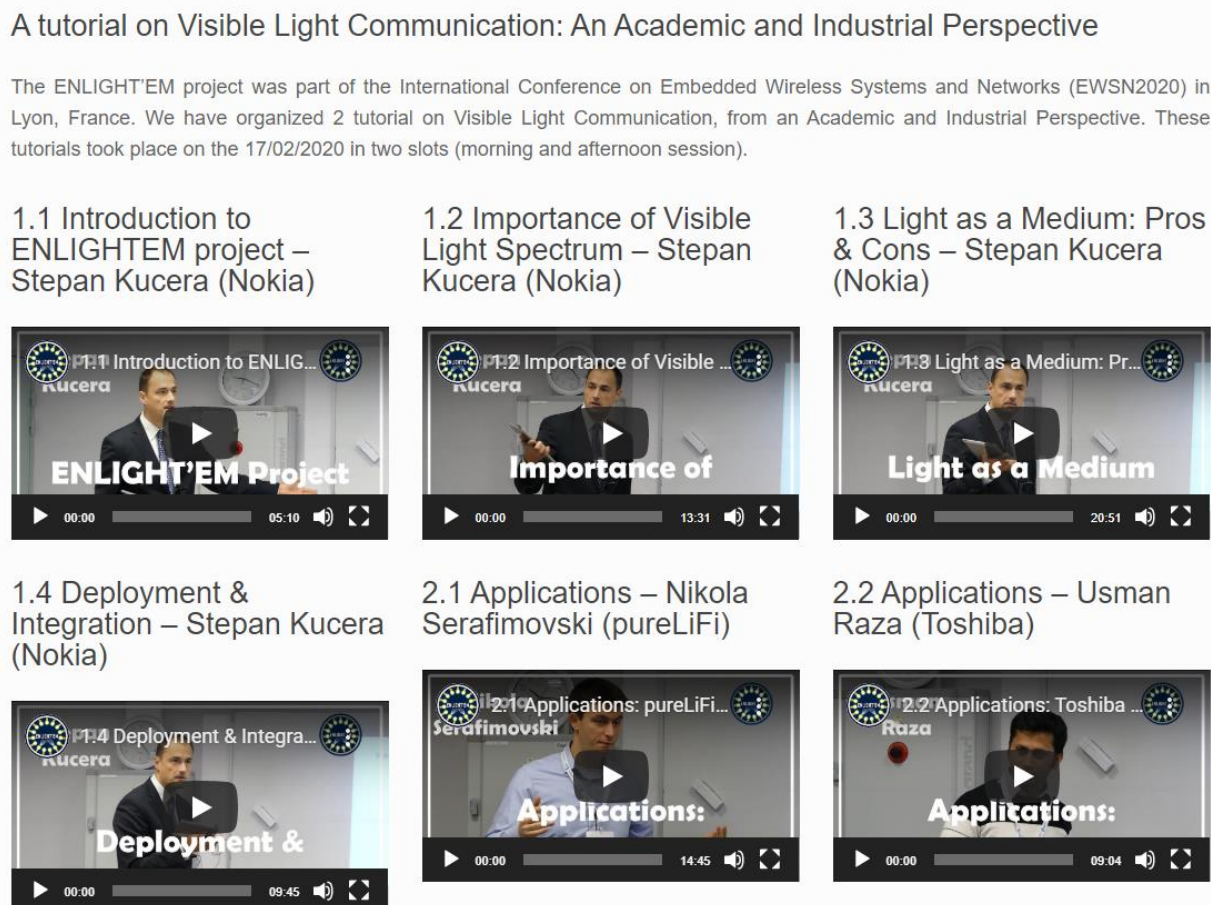 A tutorial on Visible Light Communication: An Academic and Industrial Perspective
The ENLIGHT'EM project was part of the International Conference on Embedded Wireless Systems and Networks (EWSN2020) in
Lyon, France. We have organized 2 tutorial on Visible Light Communication, from an Academic and Industrial Perspective. These
tutorials took place on the 17/02/2020 in two slots (morning and afternoon session).
1.1 Introduction to
ENLIGHTEM project –
Stepan Kucera (Nokia)
1.1 Introduction to ENLIG...
Kucera
ENLIGHT'EM Project
00:00 05:10
1.2 Importance of Visible
Light Spectrum – Stepan
Kucera (Nokia)
1.2 Importance of Visible ...
Kucera
Importance of
00:00 13:31
1.3 Light as a Medium: Pros
& Cons – Stepan Kucera
(Nokia)
1.3 Light as a Medium: Pr...
Kucera
Light as a Medium
00:00 20:51
1.4 Deployment &
Integration – Stepan Kucera
(Nokia)
1.4 Deployment & Integra...
Kucera
Deployment &
00:00 09:45
2.1 Applications – Nikola
Serafimovski (pureLiFi)
2.1 Applications: pureLiFi...
Serafimovski
Applications:
00:00 14:45
2.2 Applications – Usman
Raza (Toshiba)
2.2 Applications: Toshiba ...
Raza
Applications:
00:00 09:04